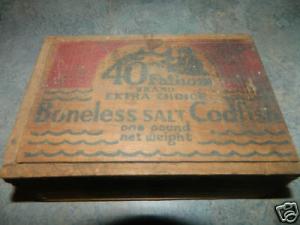 40 Fathom
BRAND
EXTRA CHOICE
Boneless SALT Codfish
one pound
net weight